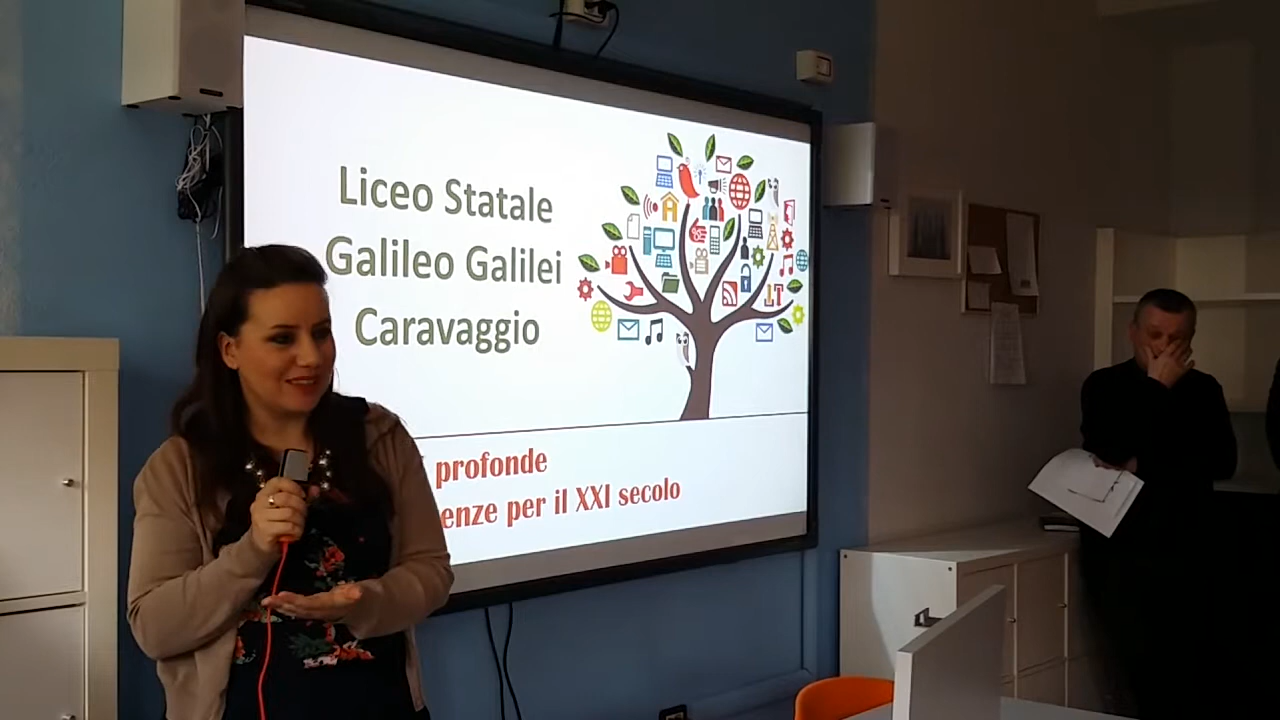 Liceo Statale
Galileo Galilei
Caravaggio
profonde
enze per il XXI secolo